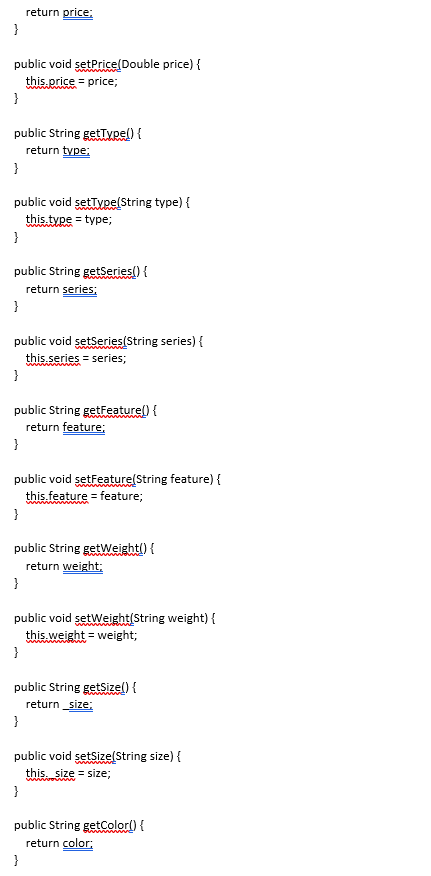 return price;
}
public void setPrice(Double price) {
this.price = price;
}
public String getType() {
return type;
}
public void setType(String type) {
this.type = type;
}
public String getSeries() {
return series;
}
public void setSeries(String series) {
this.series = series;
}
public String getFeature() {
return feature;
}
public void setFeature(String feature) {
this.feature = feature;
}
public String getWeight() {
return weight;
}
public void setWeight(String weight) {
this.weight = weight;
}
public String getSize() {
return _size;
}
public void setSize(String size) {
this._size = size;
}
public String getColor() {
return color;
}